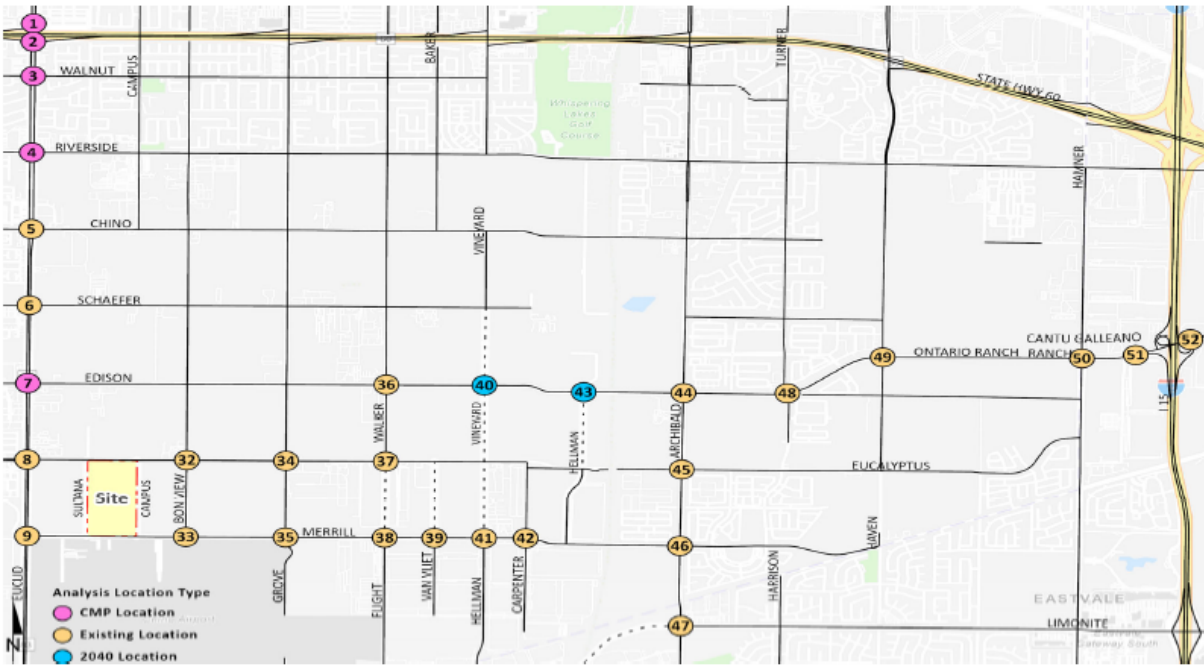 1
2
3
WALNUT
CAMPUS
BAKER
TURNER
STATE HWY 60
Whispering
Lakes
Golf
Course
4
RIVERSIDE
HAMNER
5
CHINO
VINEYARD
6
SCHAEFER
CANTU GALLEANO
52
49
ONTARIO RANCH
RANCH
50
51
7
EDISON
36
40
43
44
48
I 15
WALKER
VINEYARD
HELLMAN
ARCHIBALD
8
32
34
37
45
EUCALYPTUS
SULTANA
Site
CAMPUS
BON VIEW
9
33
35
MERRILL
38
39
41
42
46
HAVEN
EUCLID
GROVE
FLIGHT
VAN VLIET
HELLMAN
CARPENTER
HARRISON
Analysis Location Type
CMP Location
Existing Location
2040 Location
N
47
EASTVALE
LIMONITE
Eastvale
Gateway South